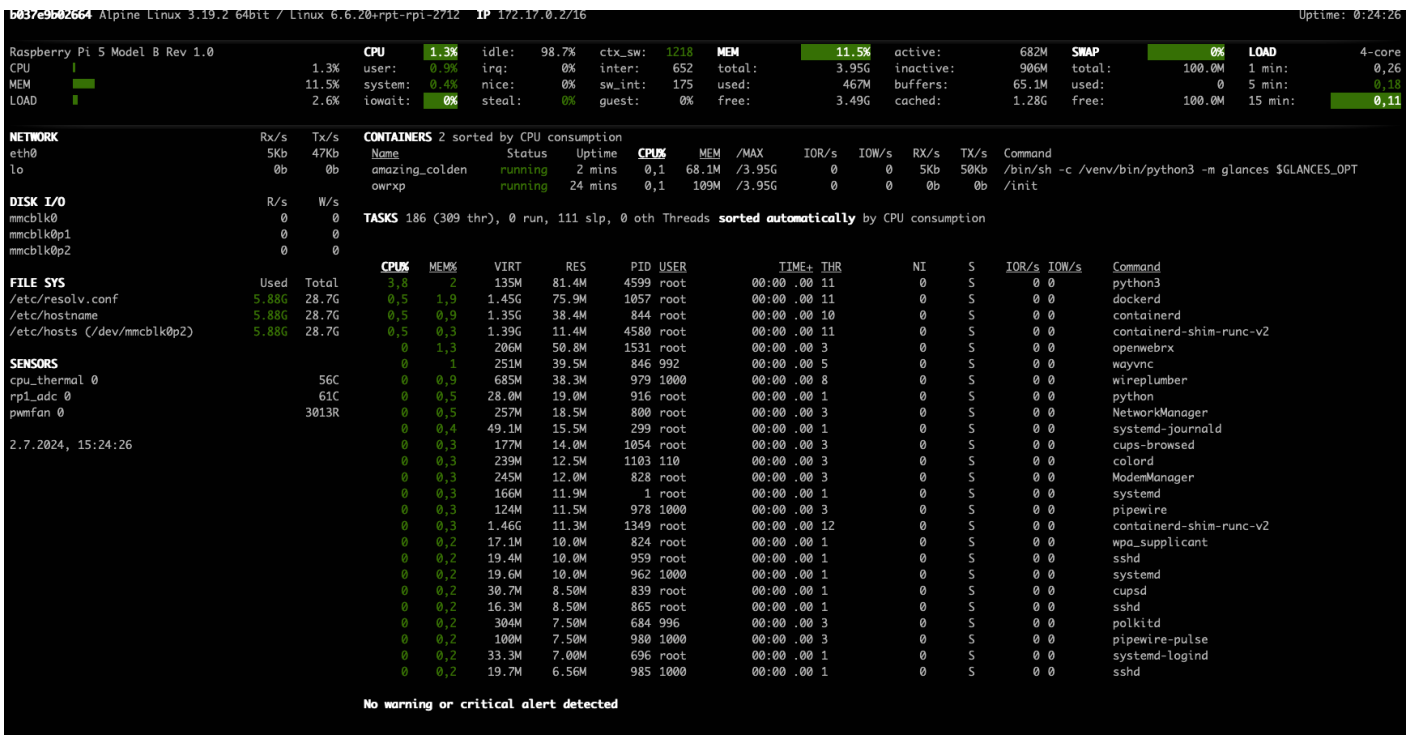 b037e9b02664 Alpine Linux 3.19.2 64bit / Linux 6.6.20+rpt-rpi-2712 IP 172.17.0.2/16 Uptime: 0:24:26
Raspberry Pi 5 Model B Rev 1.0 CPU 1.3% idle: 98.7% ctx_sw: 1218 MEM 11.5% active: 682M SWAP 0% LOAD 4-core
CPU 1.3% user: 0.9% irq: 0% inter: 652 total: 3.95G inactive: 906M total: 100.0M 1 min: 0,26
MEM 11.5% system: 0.4% nice: 0% sw_int: 175 used: 467M buffers: 65.1M used: 0 5 min: 0,18
LOAD 2.6% iowait: 0% steal: 0% guest: 0% free: 3.49G cached: 1.28G free: 100.0M 15 min: 0,11
NETWORK Rx/s Tx/s CONTAINERS 2 sorted by CPU consumption
eth0 5Kb 47Kb Name Status Uptime CPU% MEM /MAX IOR/s IOW/s RX/s TX/s Command
lo 0b 0b amazing_colden running 2 mins 0,1 68.1M /3.95G 0 0 5Kb 50Kb /bin/sh -c /venv/bin/python3 -m glances $GLANCES_OPT
owrxp running 24 mins 0,1 109M /3.95G 0 0 0b 0b /init
DISK I/O R/s W/s
mmcblk0 0 0 TASKS 186 (309 thr), 0 run, 111 slp, 0 oth Threads sorted automatically by CPU consumption
mmcblk0p1 0 0
mmcblk0p2 0 0
CPU% MEM% VIRT RES PID USER TIME+ THR NI S IOR/s IOW/s Command
FILE SYS Used Total 3,8 2 135M 81.4M 4599 root 00:00 .00 11 0 S 0 0 python3
/etc/resolv.conf 5.88G 28.7G 0,5 1,9 1.45G 75.9M 1057 root 00:00 .00 11 0 S 0 0 dockerd
/etc/hostname 5.88G 28.7G 0,5 0,9 1.35G 38.4M 844 root 00:00 .00 10 0 S 0 0 containerd
/etc/hosts (/dev/mmcblk0p2) 5.88G 28.7G 0,5 0,3 1.39G 11.4M 4580 root 00:00 .00 11 0 S 0 0 containerd-shim-runc-v2
0 1,3 206M 50.8M 1531 root 00:00 .00 3 0 S 0 0 openwebrx
SENSORS 0 1 251M 39.5M 846 992 00:00 .00 5 0 S 0 0 wayvnc
cpu_thermal 0 56C 0 0,9 685M 38.3M 979 1000 00:00 .00 8 0 S 0 0 wireplumber
rp1_adc 0 61C 0 0,5 28.0M 19.0M 916 root 00:00 .00 1 0 S 0 0 python
pwmfan 0 3013R 0 0,5 257M 18.5M 800 root 00:00 .00 3 0 S 0 0 NetworkManager
0 0,4 49.1M 15.5M 299 root 00:00 .00 1 0 S 0 0 systemd-journald
2.7.2024, 15:24:26 0 0,3 177M 14.0M 1054 root 00:00 .00 3 0 S 0 0 cups-browsed
0 0,3 239M 12.5M 1103 110 00:00 .00 3 0 S 0 0 colord
0 0,3 245M 12.0M 828 root 00:00 .00 3 0 S 0 0 ModemManager
0 0,3 166M 11.9M 1 root 00:00 .00 1 0 S 0 0 systemd
0 0,3 124M 11.5M 978 1000 00:00 .00 3 0 S 0 0 pipewire
0 0,3 1.46G 11.3M 1349 root 00:00 .00 12 0 S 0 0 containerd-shim-runc-v2
0 0,2 17.1M 10.0M 824 root 00:00 .00 1 0 S 0 0 wpa_supplicant
0 0,2 19.4M 10.0M 959 root 00:00 .00 1 0 S 0 0 sshd
0 0,2 19.6M 10.0M 962 1000 00:00 .00 1 0 S 0 0 systemd
0 0,2 30.7M 8.50M 839 root 00:00 .00 1 0 S 0 0 cupsd
0 0,2 16.3M 8.50M 865 root 00:00 .00 1 0 S 0 0 sshd
0 0,2 304M 7.50M 684 996 00:00 .00 3 0 S 0 0 polkitd
0 0,2 100M 7.50M 980 1000 00:00 .00 3 0 S 0 0 pipewire-pulse
0 0,2 33.3M 7.00M 696 root 00:00 .00 1 0 S 0 0 systemd-logind
0 0,2 19.7M 6.56M 985 1000 00:00 .00 1 0 S 0 0 sshd
No warning or critical alert detected